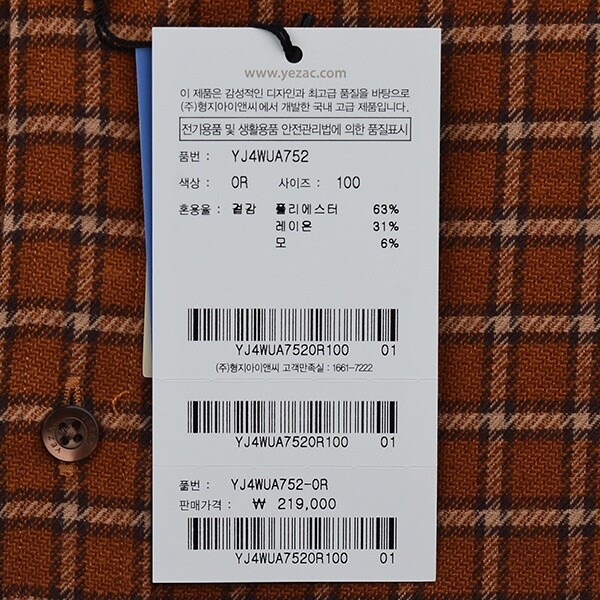 www.yezac.com
이 제품은 감성적인 디자인과 최고급 품질을 바탕으로
(주)형지아이앤씨에서 개발한 국내 고급 제품입니다.
전기용품 및 생활용품 안전관리법에 의한 품질표시
품번 : YJ4WUA752
색상 : OR 사이즈 : 100
혼용율 : 겉감 폴리에스터 63%
레이온 31%
모 6%
YJ4WUA752OR100 01
(주)형지아이앤씨 고객만족실 : 1661-7222
YJ4WUA752OR100 01
품번 : YJ4WUA752-OR
판매가격 : ₩ 219,000
YJ4WUA752OR100 01